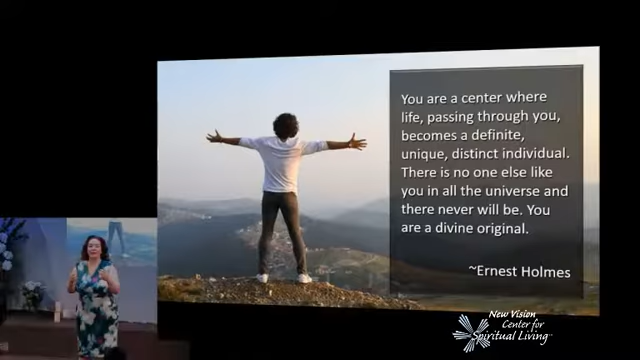 You are a center where
life, passing through you,
becomes a definite,
unique, distinct individual.
There is no one else like
you in all the universe and
there never will be. You
are a divine original.
~Ernest Holmes
New Vision
Center for
Spiritual Living